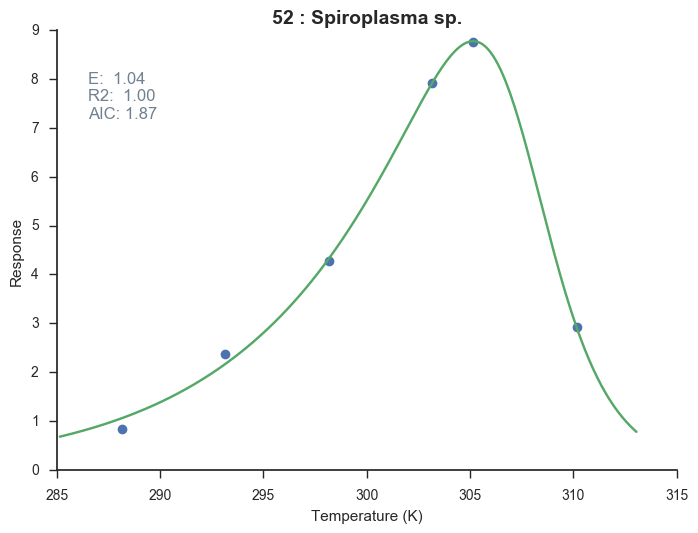 52 : Spiroplasma sp.
E:  1.04
R2:  1.00
AIC: 1.87
9
8
7
6
5
4
3
2
1
0
Response
285 290 295 300 305 310 315
Temperature (K)